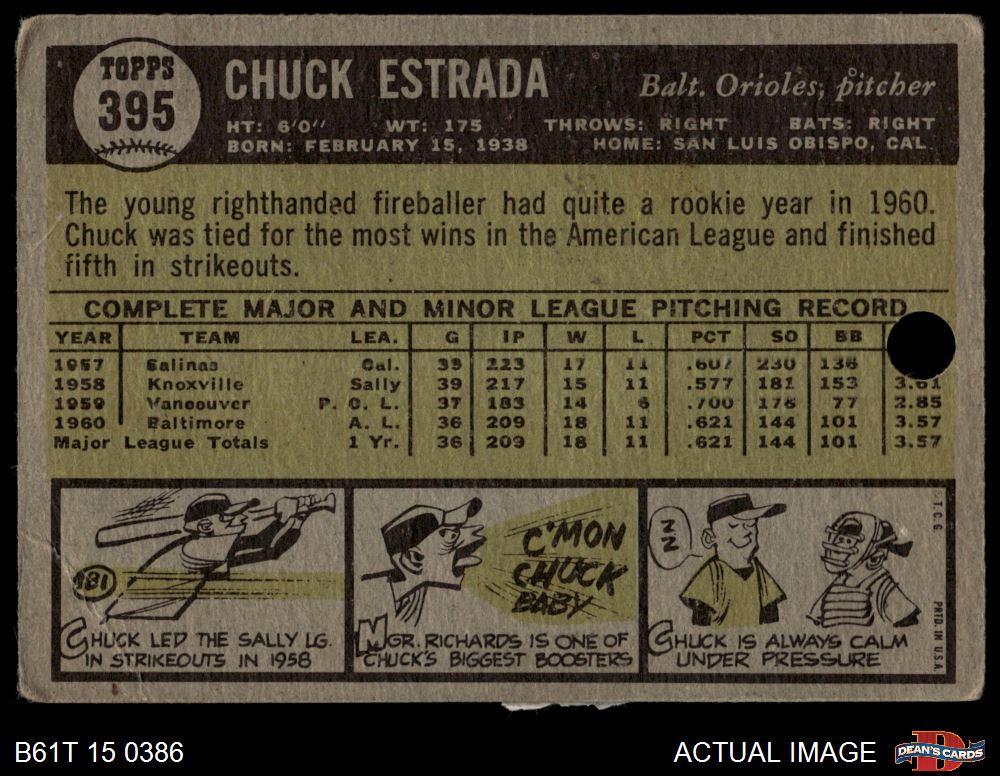 TOPPS
395
CHUCK ESTRADA
Balt. Orioles, pitcher
HT: 6'0" WT: 175 THROWS: RIGHT BATS: RIGHT
BORN: FEBRUARY 15, 1938 HOME: SAN LUIS OBISPO, CAL.
The young righthanded fireballer had quite a rookie year in 1960.
Chuck was tied for the most wins in the American League and finished
fifth in strikeouts.
COMPLETE MAJOR AND MINOR LEAGUE PITCHING RECORD
YEAR TEAM LEA. G IP W L PCT SO BB
1957 Salinas Cal. 39 223 17 11 .607 230 136
1958 Knoxville Sally 39 217 15 11 .577 181 153 3.61
1959 Vancouver P. C. L. 37 183 14 6 .700 178 77 2.85
1960 Baltimore A. L. 36 209 18 11 .621 144 101 3.57
Major League Totals 1 Yr. 36 209 18 11 .621 144 101 3.57
181
CHUCK LED THE SALLY LG.
IN STRIKEOUTS IN 1958
C'MON
CHUCK
BABY
MGR. RICHARDS IS ONE OF
CHUCK'S BIGGEST BOOSTERS
Z
Z
CHUCK IS ALWAYS CALM
UNDER PRESSURE
T.C.G.
PRTD. IN U.S.A.
B61T 15 0386
ACTUAL IMAGE
DEAN'S CARDS